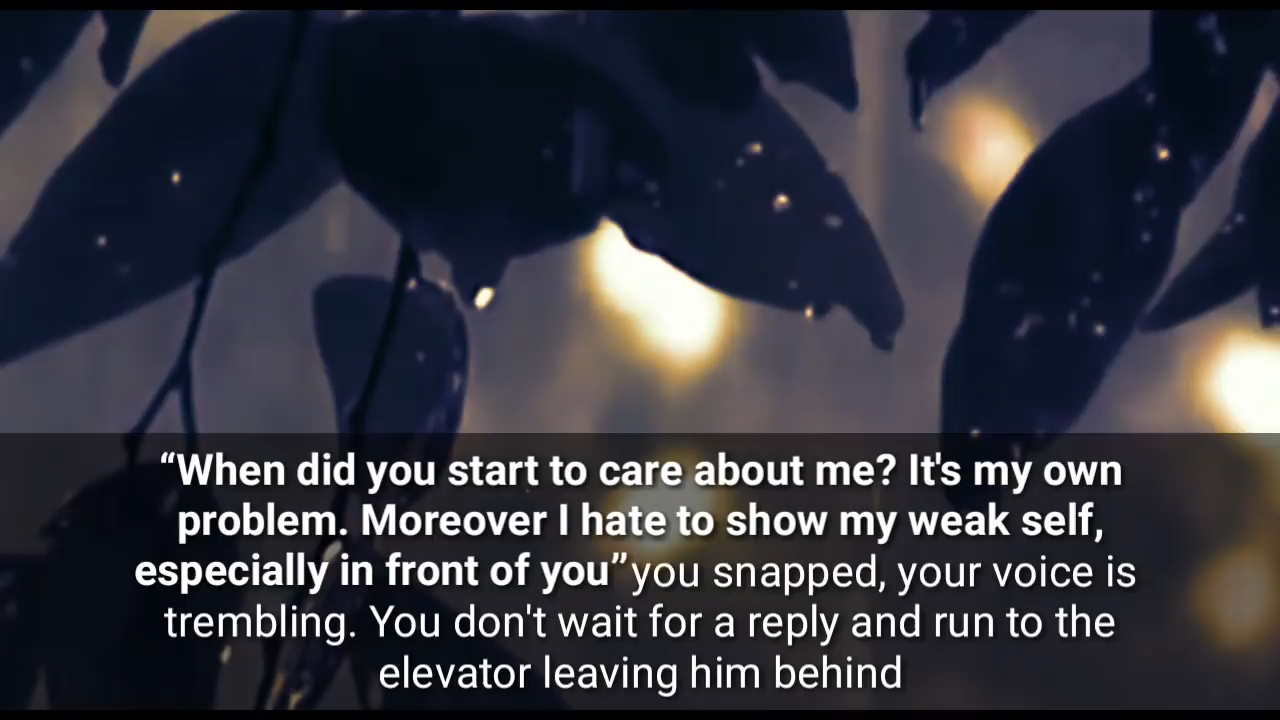 “When did you start to care about me? It's my own
problem. Moreover I hate to show my weak self,
especially in front of you”you snapped, your voice is
trembling. You don't wait for a reply and run to the
elevator leaving him behind